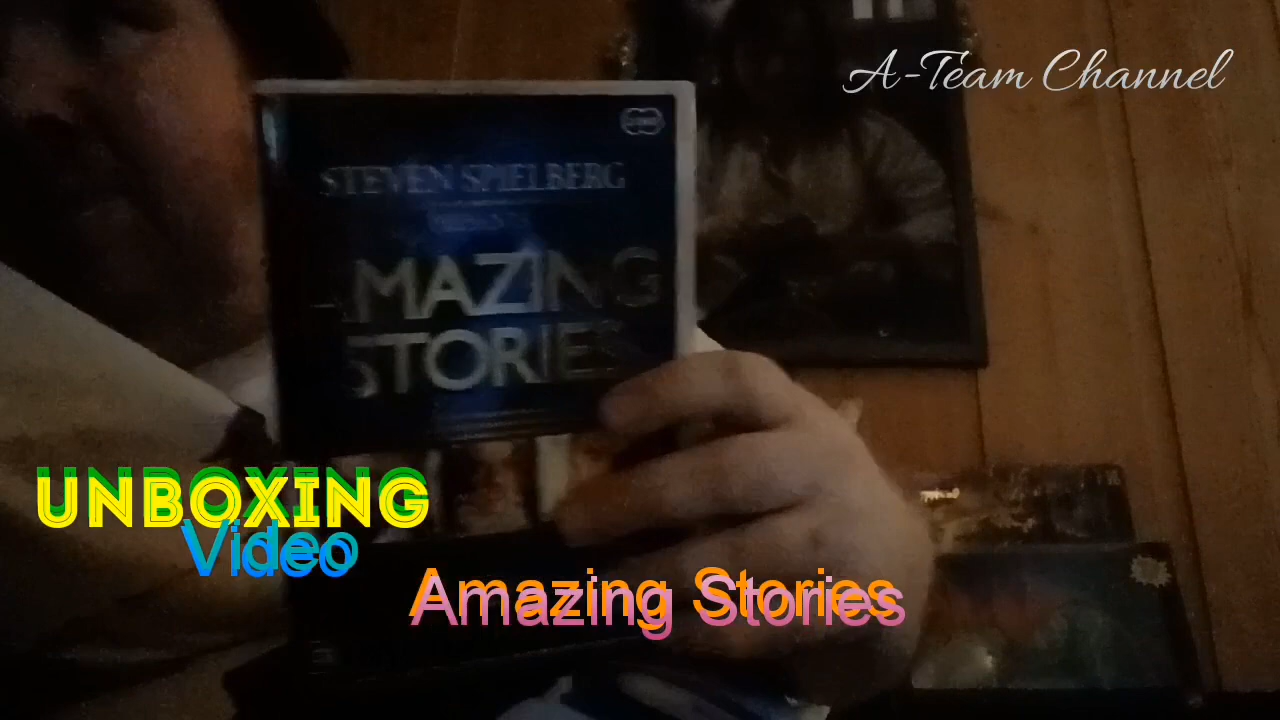 A-Team Channel
STEVEN SPIELBERG
AMAZING
STORIES
UNBOXING
Video
Amazing Stories